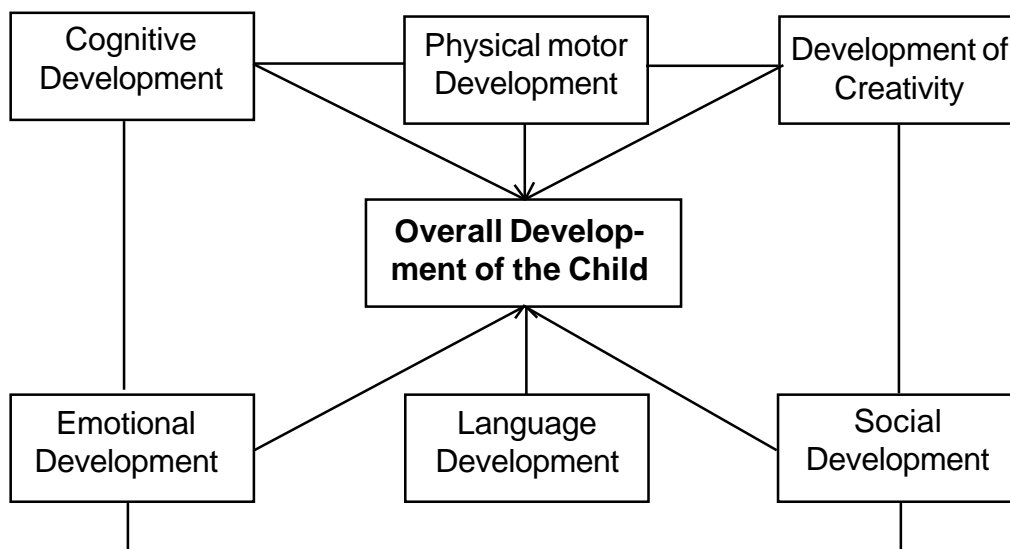 Cognitive
Development
Physical motor
Development
Development of
Creativity
Overall Develop-
ment of the Child
Emotional
Development
Language
Development
Social
Development